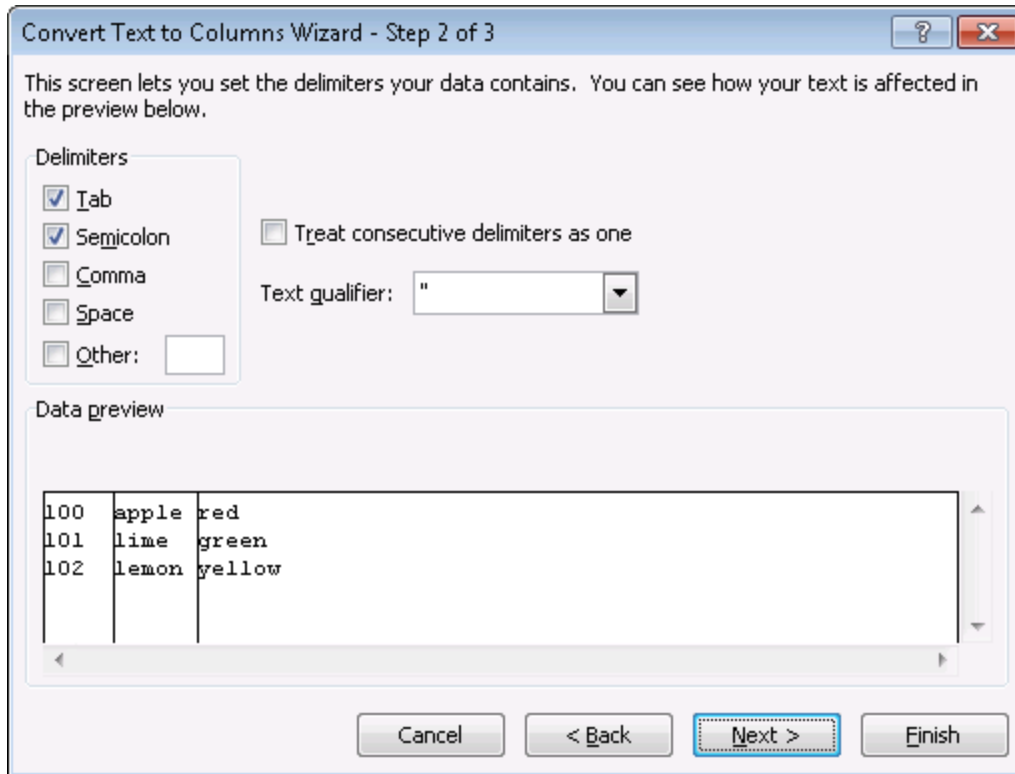 Convert Text to Columns Wizard - Step 2 of 3
This screen lets you set the delimiters your data contains. You can see how your text is affected in
the preview below.
Delimiters
Tab
Semicolon
Comma
Space
Other:
Treat consecutive delimiters as one
Text qualifier: "
Data preview
100 apple red
101 lime green
102 lemon yellow
Cancel < Back Next > Finish